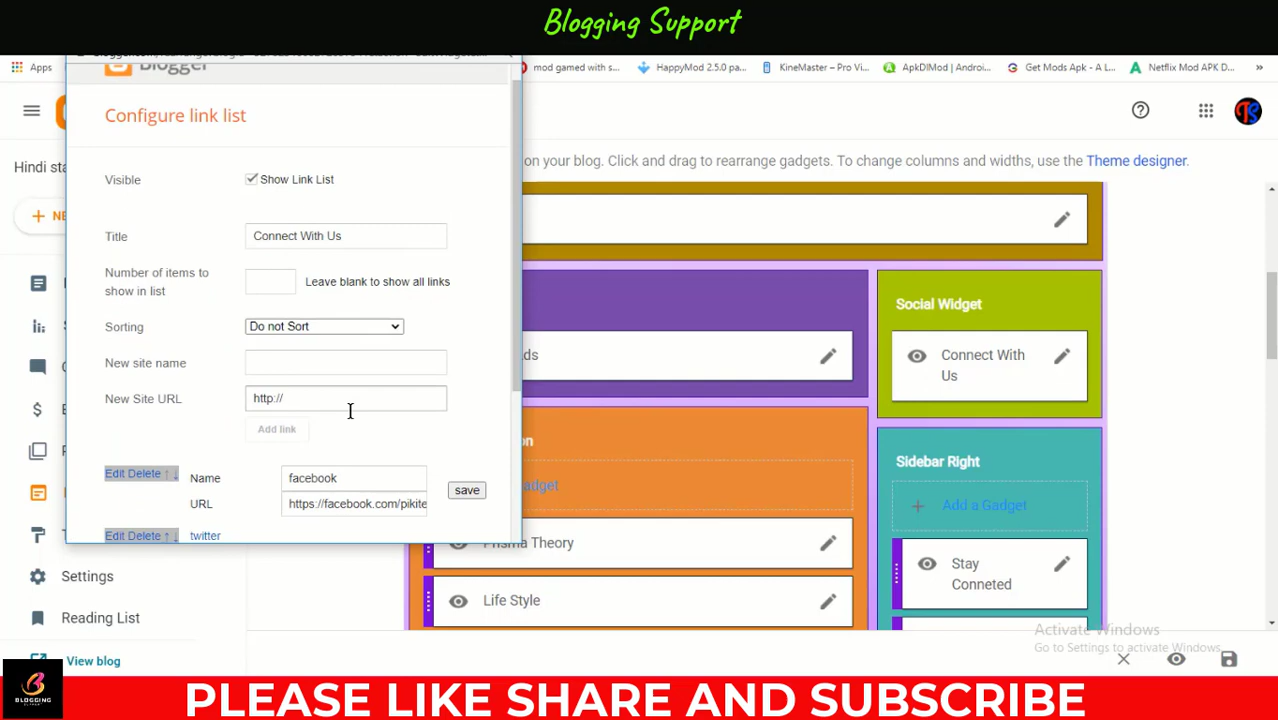 Blogging Support
Apps
mod gamed with s...
HappyMod 2.5.0 pa...
KineMaster – Pro Vi...
ApkDlMod | Androi...
Get Mods Apk - A L...
Netflix Mod APK D...
»
Blogger
Configure link list
on your blog. Click and drag to rearrange gadgets. To change columns and widths, use the Theme designer.
Hindi sta
NE
Visible
Show Link List
Title
Connect With Us
Number of items to
show in list
Leave blank to show all links
Sorting
Do not Sort
New site name
New Site URL
http://
Add link
Edit Delete ↑ ↓
Name
facebook
URL
https://facebook.com/pikite
save
Edit Delete ↑ ↓
twitter
ds
on
adget
Prisma Theory
Life Style
Social Widget
Connect With
Us
Sidebar Right
Add a Gadget
Stay
Conneted
Settings
Reading List
View blog
Activate Windows
Go to Settings to activate Windows.
BLOGGING
PLEASE LIKE SHARE AND SUBSCRIBE